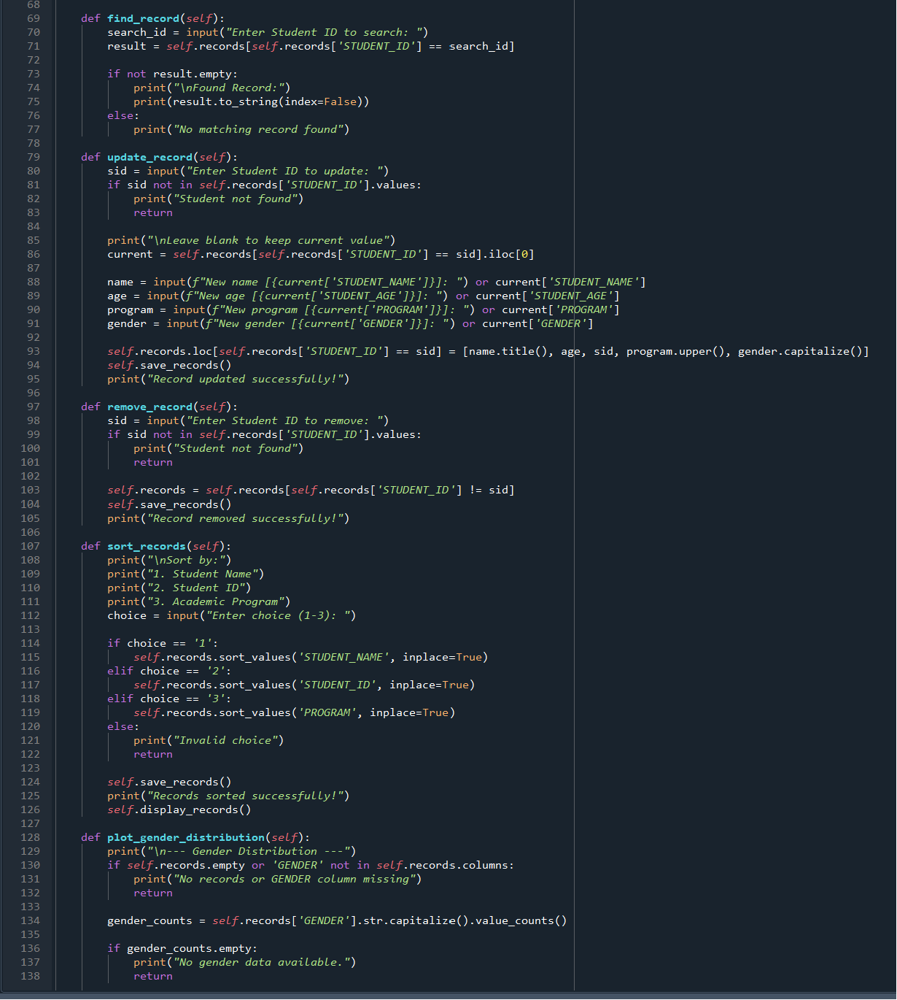 68
69 def find_record(self):
70 search_id = input("Enter Student ID to search: ")
71 result = self.records[self.records['STUDENT_ID'] == search_id]
72
73 if not result.empty:
74 print("\nFound Record:")
75 print(result.to_string(index=False))
76 else:
77 print("No matching record found")
78
79 def update_record(self):
80 sid = input("Enter Student ID to update: ")
81 if sid not in self.records['STUDENT_ID'].values:
82 print("Student not found")
83 return
84
85 print("\nLeave blank to keep current value")
86 current = self.records[self.records['STUDENT_ID'] == sid].iloc[0]
87
88 name = input(f"New name [{current['STUDENT_NAME']}]: ") or current['STUDENT_NAME']
89 age = input(f"New age [{current['STUDENT_AGE']}]: ") or current['STUDENT_AGE']
90 program = input(f"New program [{current['PROGRAM']}]: ") or current['PROGRAM']
91 gender = input(f"New gender [{current['GENDER']}]: ") or current['GENDER']
92
93 self.records.loc[self.records['STUDENT_ID'] == sid] = [name.title(), age, sid, program.upper(), gender.capitalize()]
94 self.save_records()
95 print("Record updated successfully!")
96
97 def remove_record(self):
98 sid = input("Enter Student ID to remove: ")
99 if sid not in self.records['STUDENT_ID'].values:
100 print("Student not found")
101 return
102
103 self.records = self.records[self.records['STUDENT_ID'] != sid]
104 self.save_records()
105 print("Record removed successfully!")
106
107 def sort_records(self):
108 print("\nSort by:")
109 print("1. Student Name")
110 print("2. Student ID")
111 print("3. Academic Program")
112 choice = input("Enter choice (1-3): ")
113
114 if choice == '1':
115 self.records.sort_values('STUDENT_NAME', inplace=True)
116 elif choice == '2':
117 self.records.sort_values('STUDENT_ID', inplace=True)
118 elif choice == '3':
119 self.records.sort_values('PROGRAM', inplace=True)
120 else:
121 print("Invalid choice")
122 return
123
124 self.save_records()
125 print("Records sorted successfully!")
126 self.display_records()
127
128 def plot_gender_distribution(self):
129 print("\n--- Gender Distribution ---")
130 if self.records.empty or 'GENDER' not in self.records.columns:
131 print("No records or GENDER column missing")
132 return
133
134 gender_counts = self.records['GENDER'].str.capitalize().value_counts()
135
136 if gender_counts.empty:
137 print("No gender data available.")
138 return